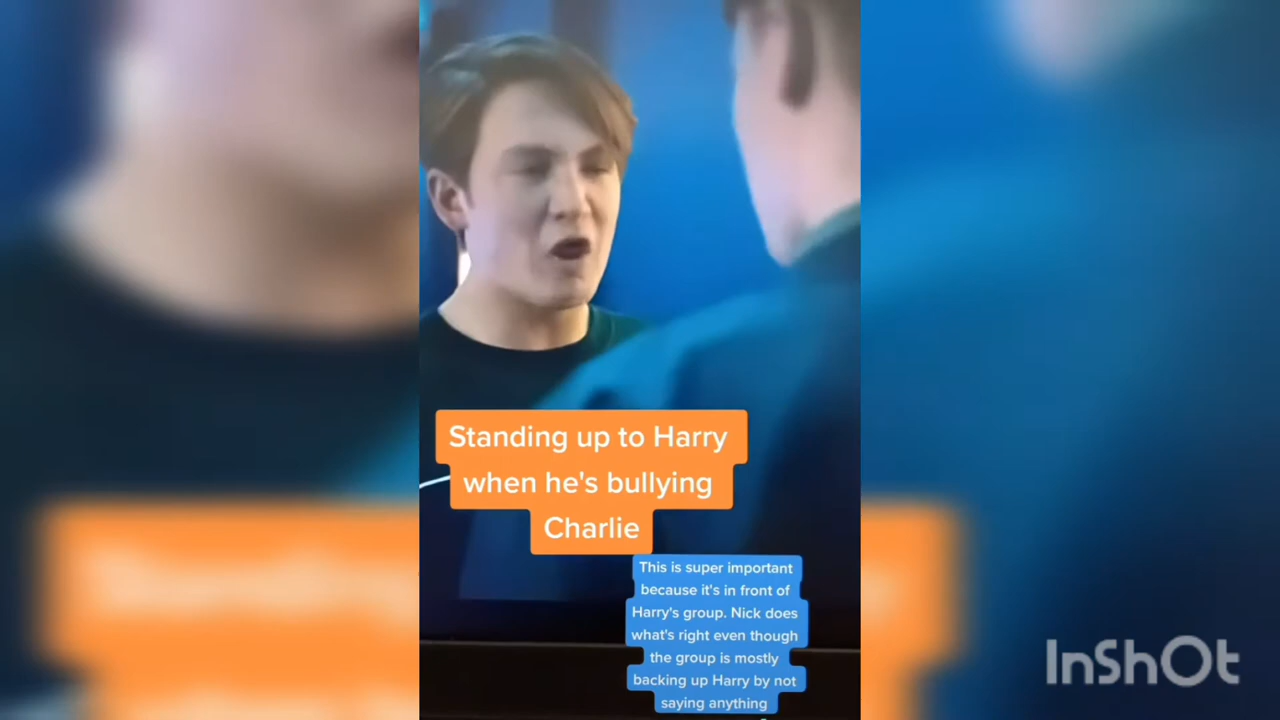 Standing up to Harry
when he's bullying
Charlie
This is super important
because it's in front of
Harry's group. Nick does
what's right even though
the group is mostly
backing up Harry by not
saying anything
InShOt